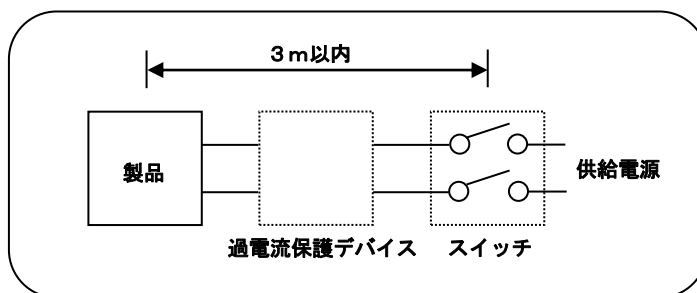 ３ｍ以内
製品
供給電源
過電流保護デバイス
スイッチ